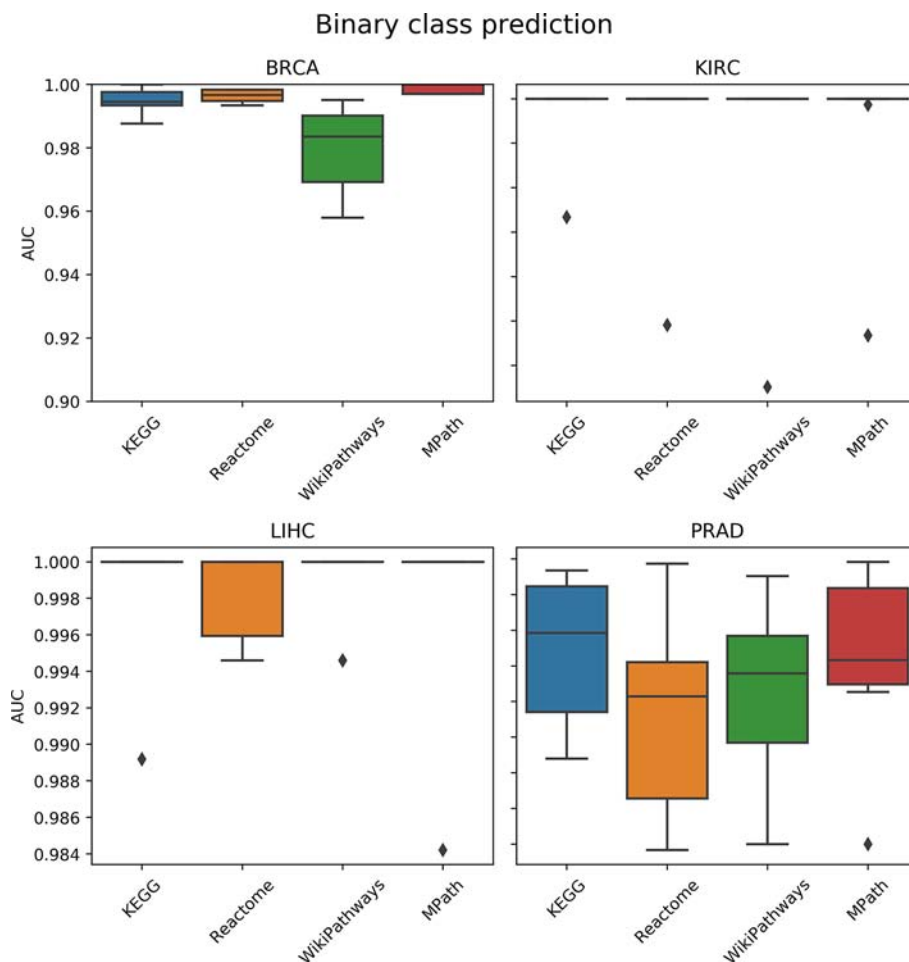 Binary class prediction
BRCA
KIRC
AUC
1.00
0.98
0.96
0.94
0.92
0.90
KEGG
Reactome
WikiPathways
MPath
KEGG
Reactome
WikiPathways
MPath
LIHC
PRAD
AUC
1.000
0.998
0.996
0.994
0.992
0.990
0.988
0.986
0.984
KEGG
Reactome
WikiPathways
MPath
KEGG
Reactome
WikiPathways
MPath